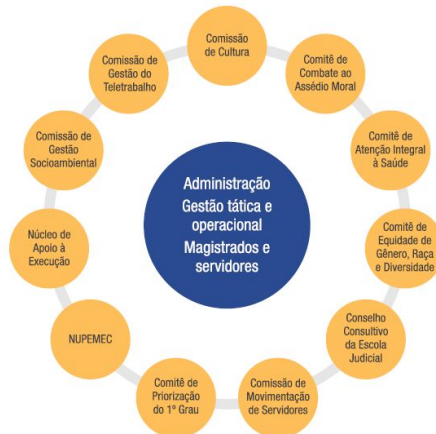 Comissão
de Cultura
Comitê de
Combate ao
Assédio Moral
Comitê de
Atenção Integral
à Saúde
Comitê de
Equidade de
Gênero, Raça
e Diversidade
Conselho
Consultivo
da Escola
Judicial
Comissão de
Movimentação
de Servidores
Comitê de
Priorização
do 1º Grau
NUPEMEC
Núcleo de
Apoio à
Execução
Comissão de
Gestão
Socioambiental
Comissão de
Gestão do
Teletrabalho
Administração
Gestão tática e
operacional
Magistrados e
servidores